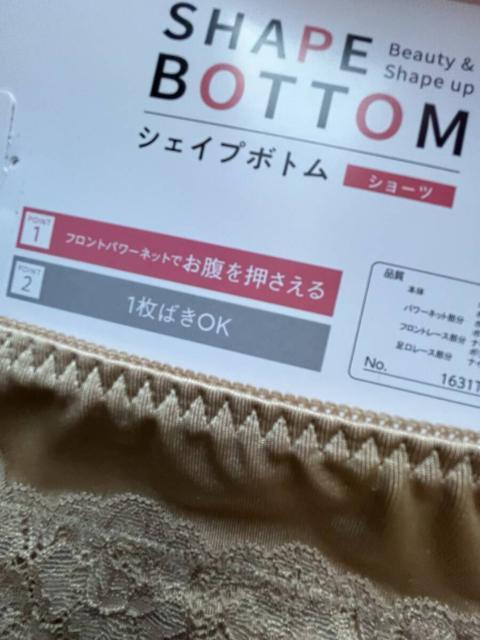 SHAPE
BOTTOM
Beauty &
Shape up
シェイプボトム
ショーツ
POINT
1
フロントパワーネットでお腹を押さえる
POINT
2
1枚ばきOK
品質
本体
パワーネット部分
フロントレース部分
足口レース部分
No.
1631T